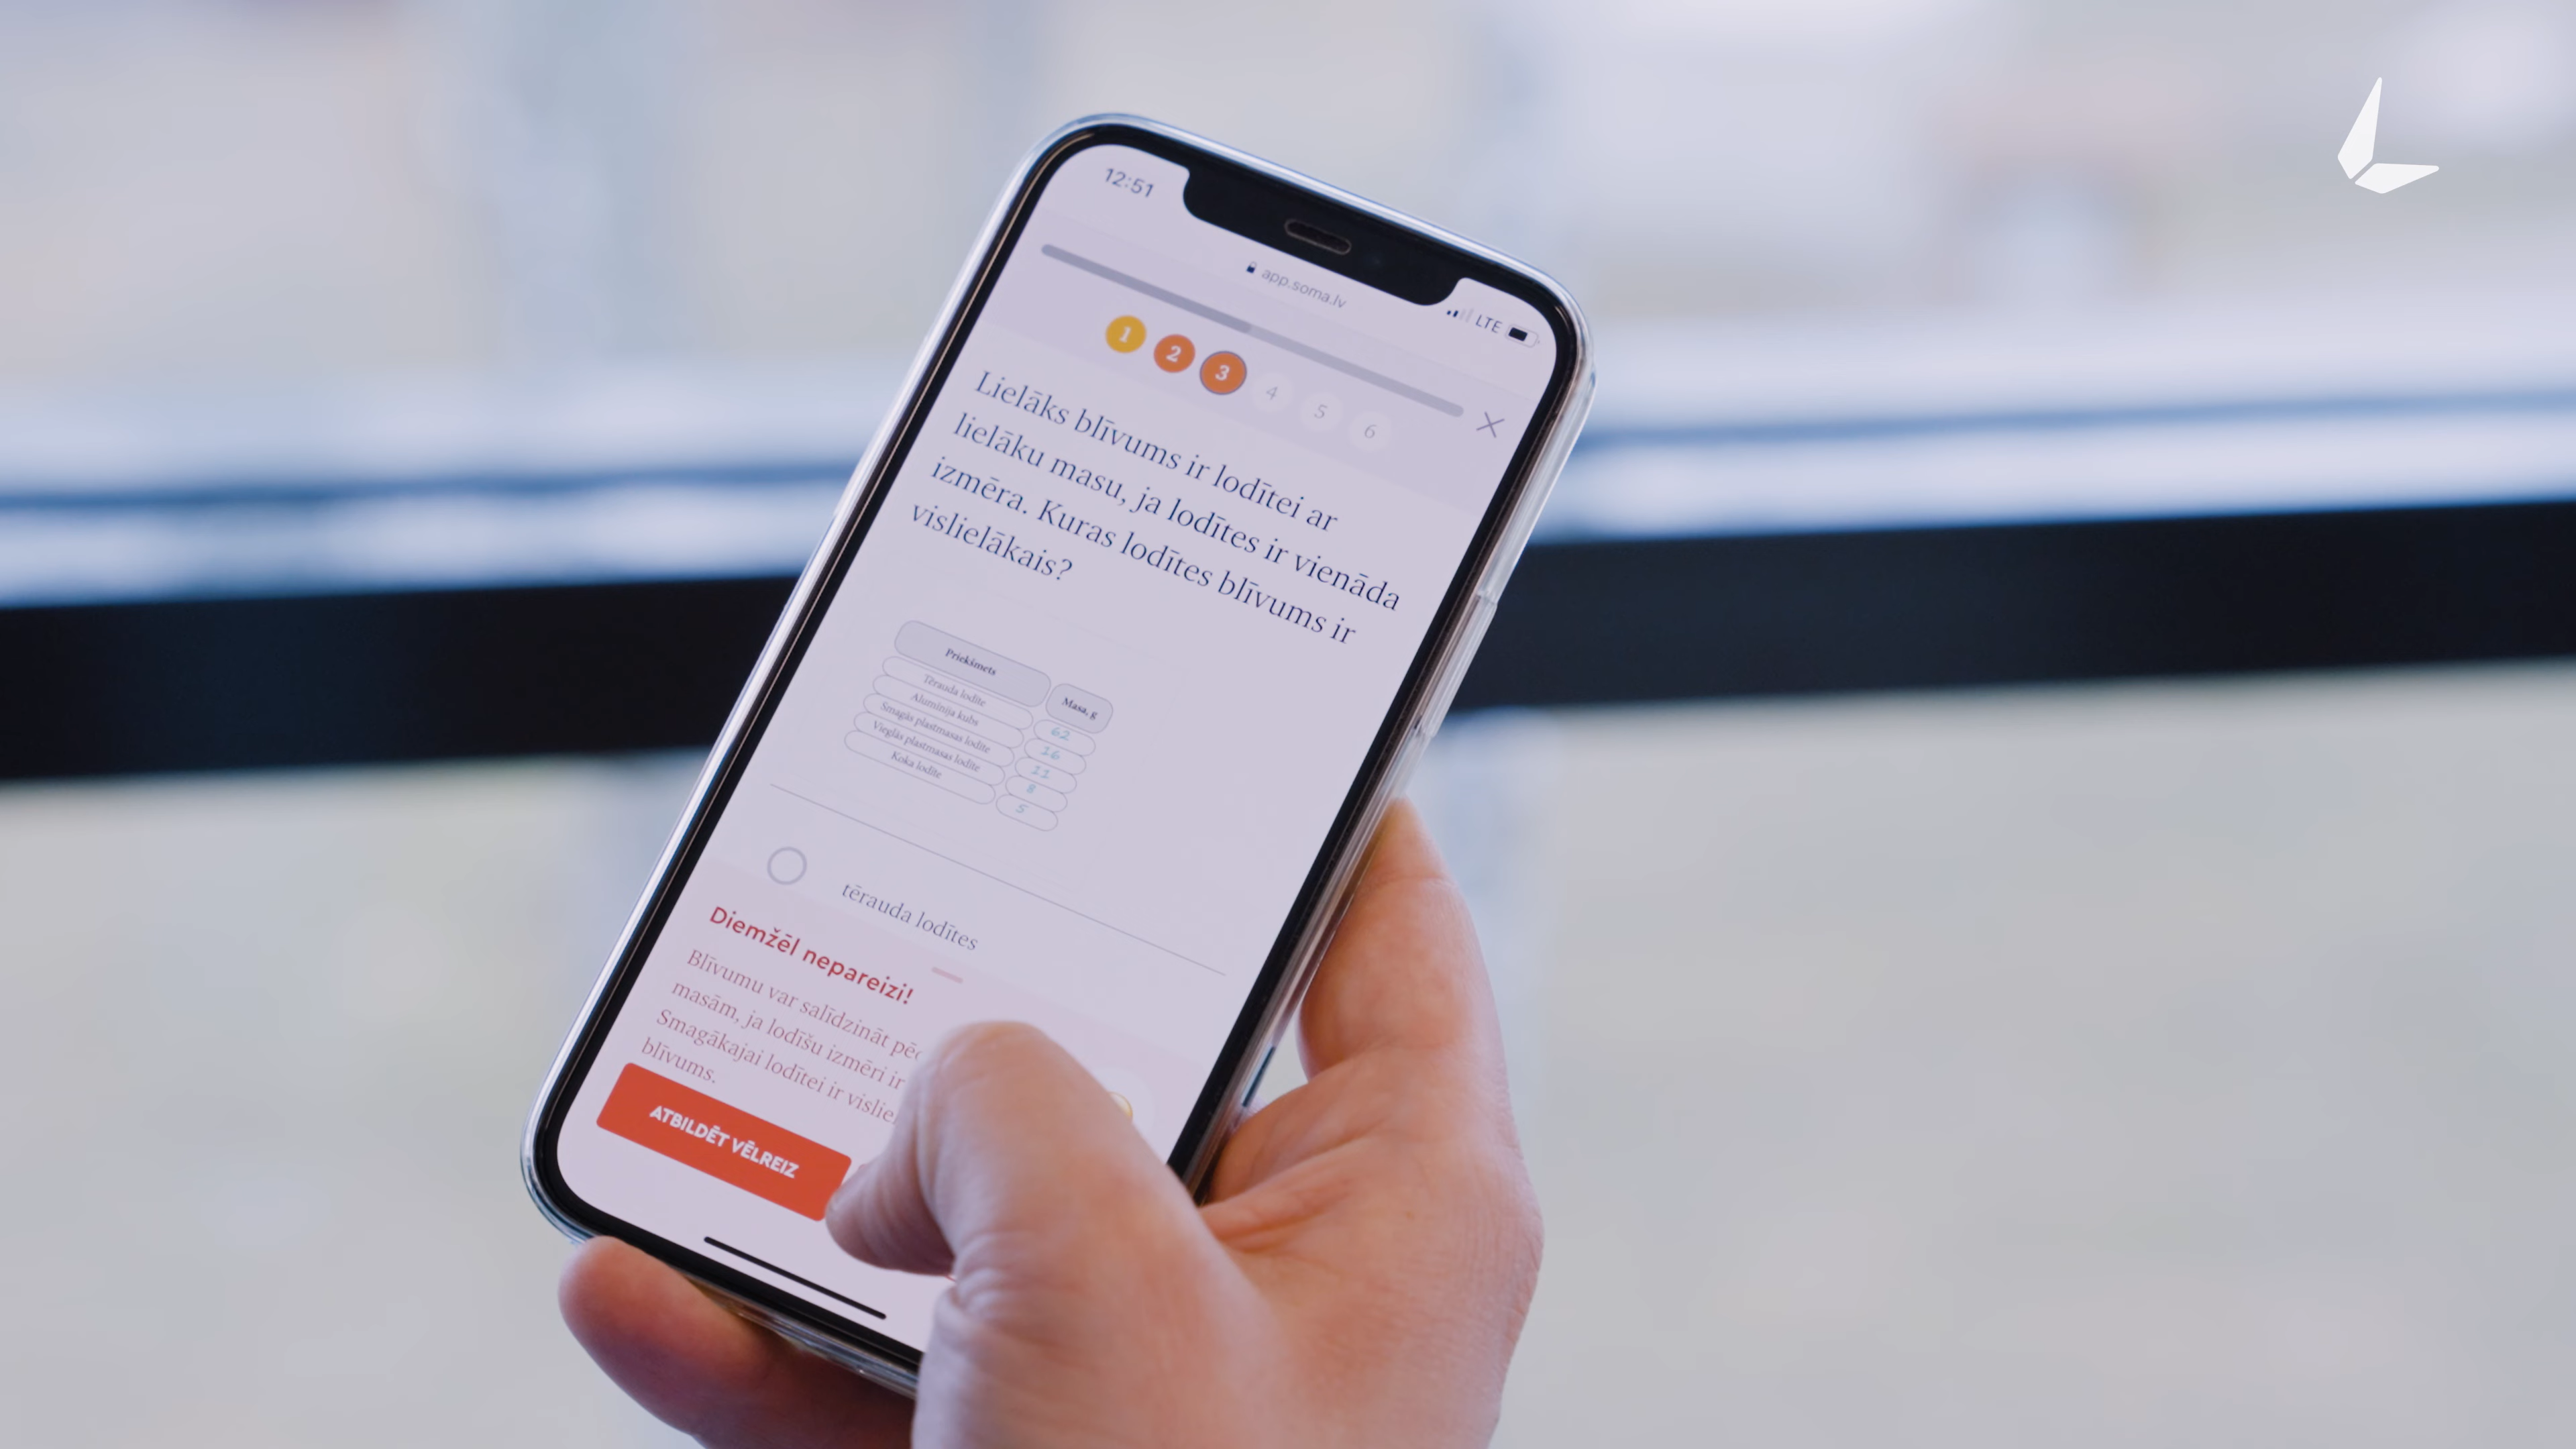 12:51
app.soma.lv
LTE
1 2 3 4 5 6
Lielāks blīvums ir lodītei ar
lielāku masu, ja lodītes ir vienāda
izmēra. Kuras lodītes blīvums ir
vislielākais?
Priekšmets Masa, g
Tērauda lodīte 62
Alumīnija kubs 16
Smagās plastmasas lodīte 11
Vieglās plastmasas lodīte 8
Koka lodīte 5
tērauda lodītes
Diemžēl nepareizi!
Blīvumu var salīdzināt pēc
masām, ja lodīšu izmēri ir
Smagākajai lodītei ir
blīvums.
ATBILDĒT VĒLREIZ